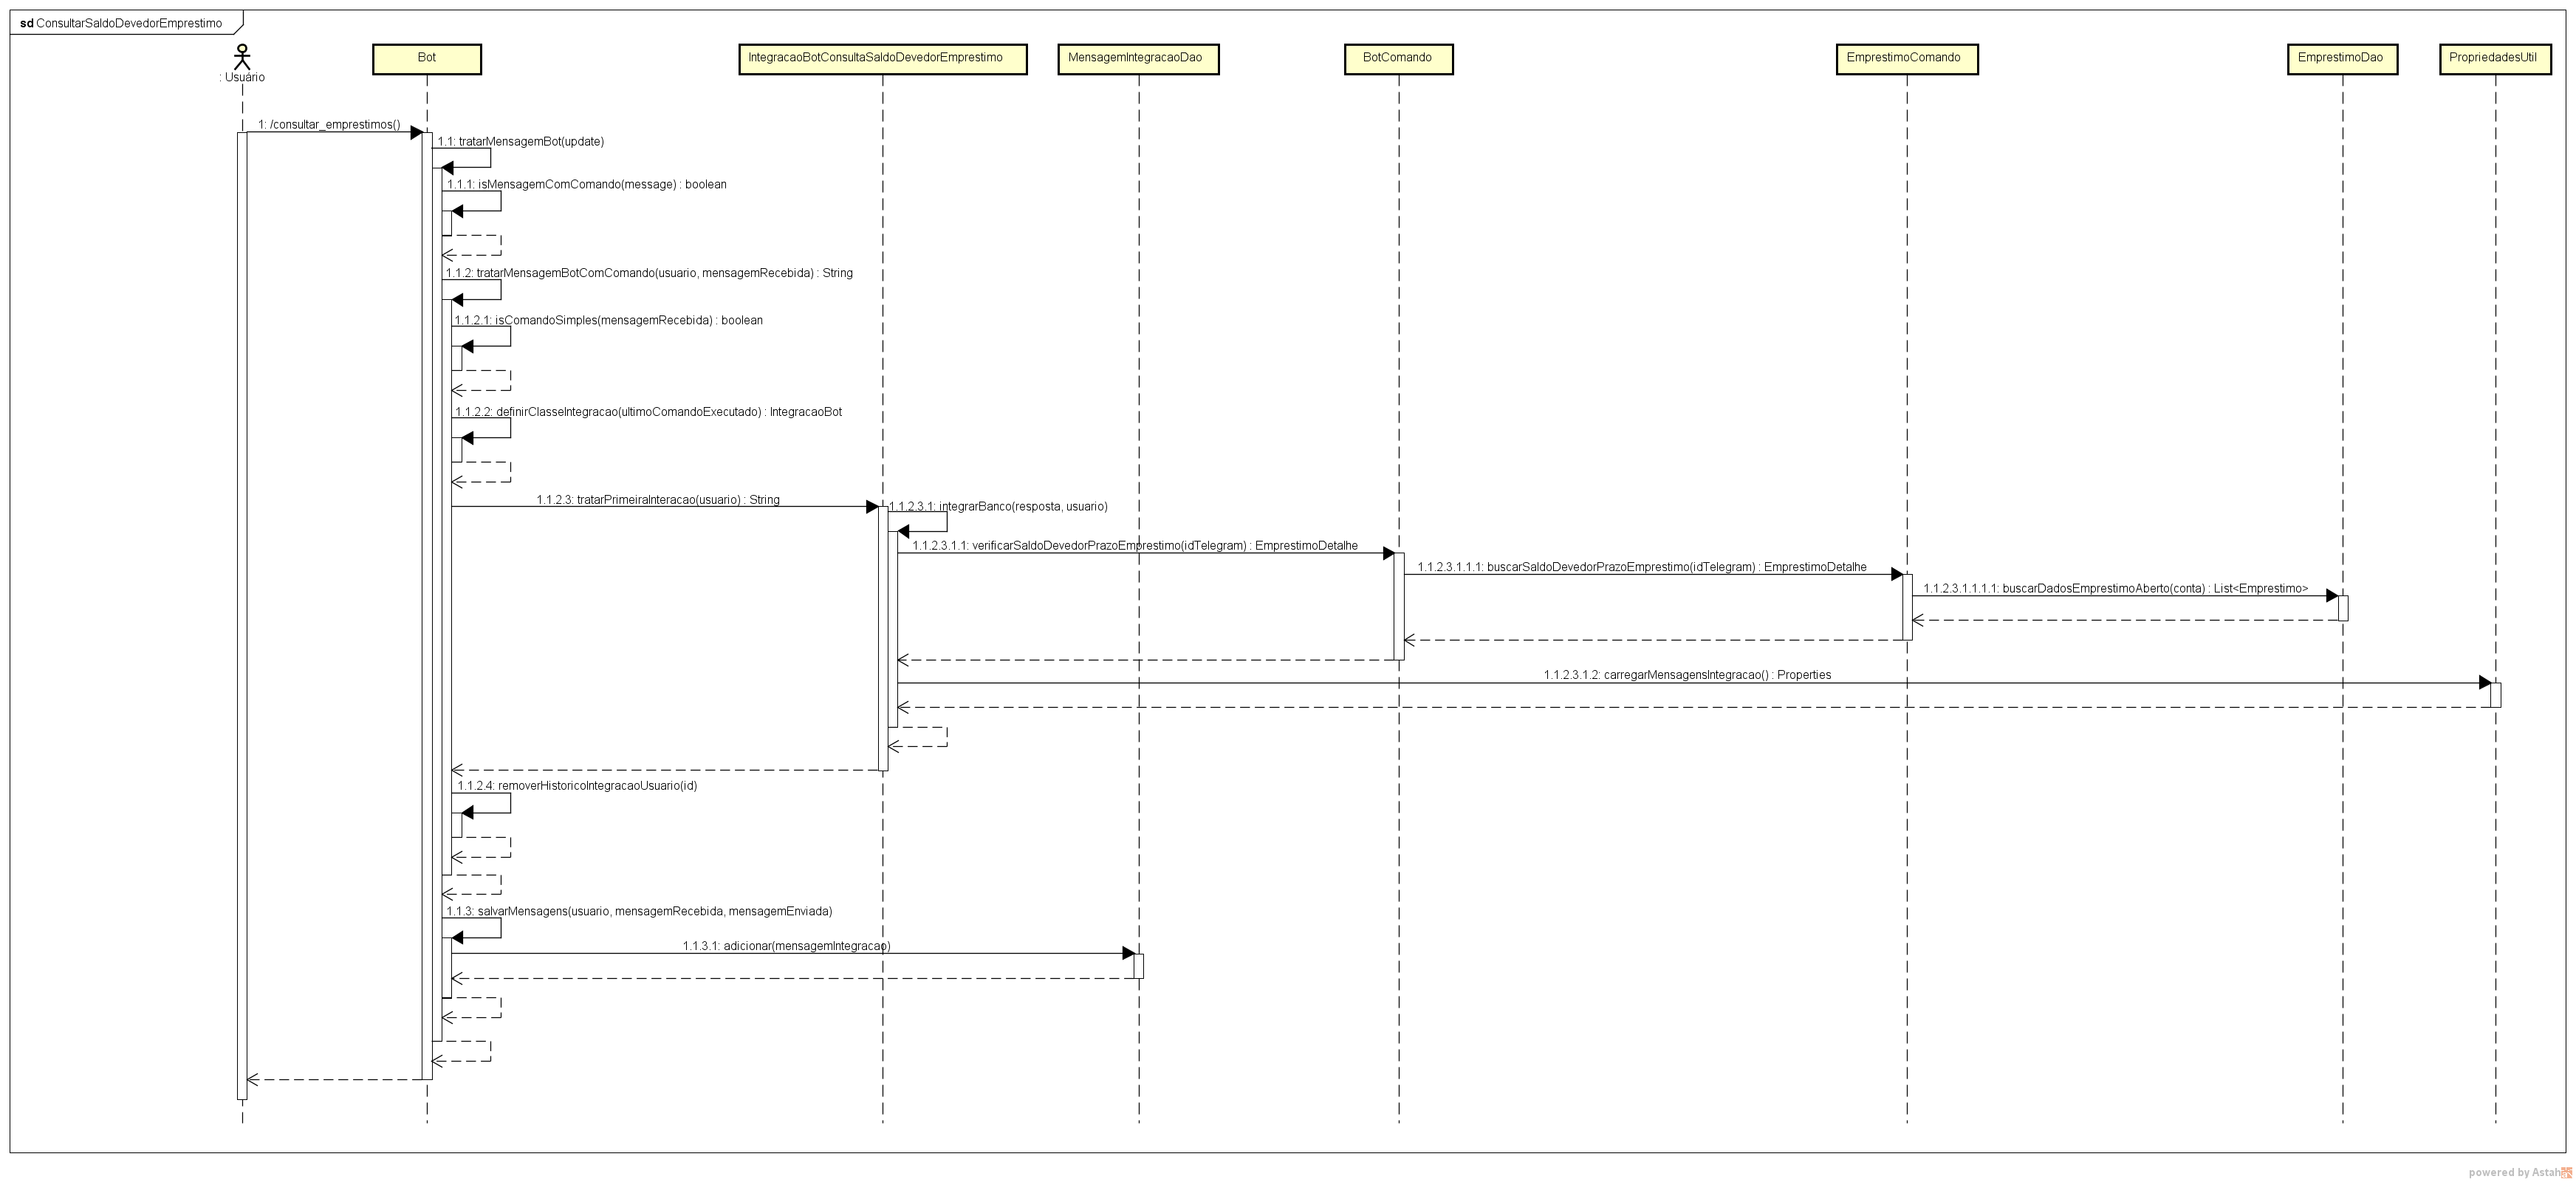 sd ConsultarSaldoDevedorEmprestimo
: Usuário
Bot
IntegracaoBotConsultaSaldoDevedorEmprestimo
MensagemIntegracaoDao
BotComando
EmprestimoComando
EmprestimoDao
PropriedadesUtil
1: /consultar_emprestimos()
1.1: tratarMensagemBot(update)
1.1.1: isMensagemComComando(message) : boolean
1.1.2: tratarMensagemBotComComando(usuario, mensagemRecebida) : String
1.1.2.1: isComandoSimples(mensagemRecebida) : boolean
1.1.2.2: definirClasseIntegracao(ultimoComandoExecutado) : IntegracaoBot
1.1.2.3: tratarPrimeiraInteracao(usuario) : String
1.1.2.3.1: integrarBanco(resposta, usuario)
1.1.2.3.1.1: verificarSaldoDevedorPrazoEmprestimo(idTelegram) : EmprestimoDetalhe
1.1.2.3.1.1.1: buscarSaldoDevedorPrazoEmprestimo(idTelegram) : EmprestimoDetalhe
1.1.2.3.1.1.1.1: buscarDadosEmprestimoAberto(conta) : List<Emprestimo>
1.1.2.3.1.2: carregarMensagensIntegracao() : Properties
1.1.2.4: removerHistoricoIntegracaoUsuario(id)
1.1.3: salvarMensagens(usuario, mensagemRecebida, mensagemEnviada)
1.1.3.1: adicionar(mensagemIntegracao)
powered by Astah